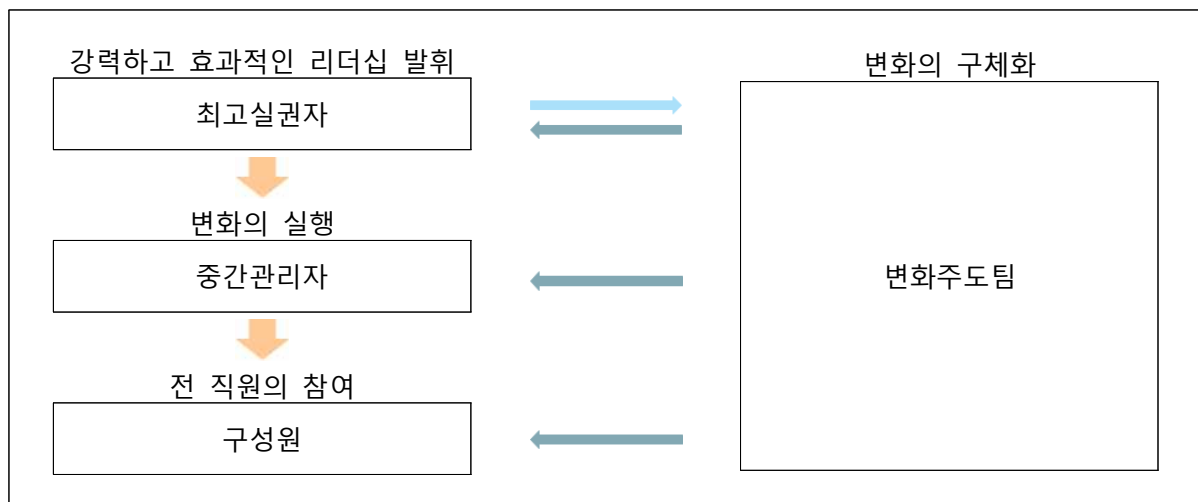 강력하고 효과적인 리더십 발휘
최고실권자
변화의 실행
중간관리자
전 직원의 참여
구성원
변화의 구체화
변화주도팀